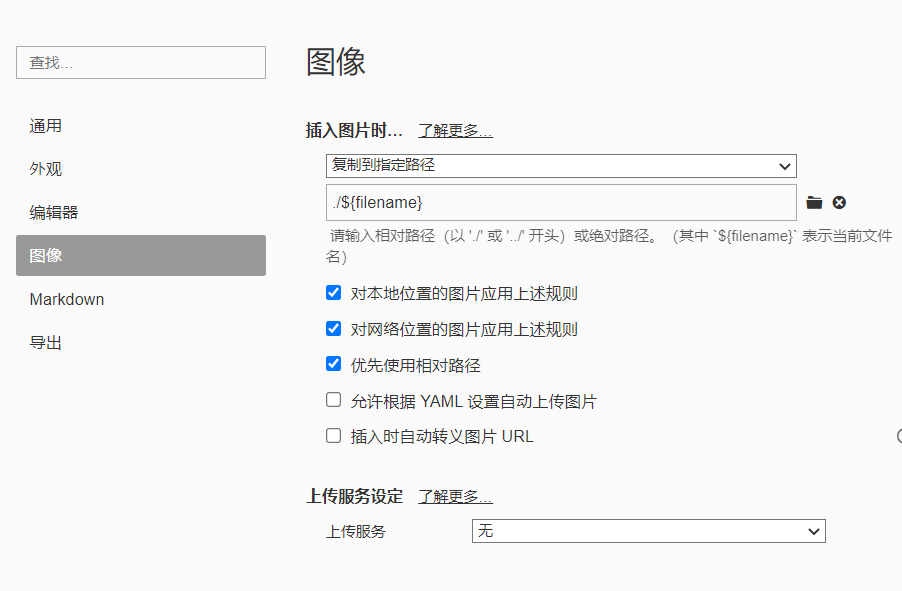 查找…
通用
外观
编辑器
图像
Markdown
导出
图像
插入图片时… 了解更多…
复制到指定路径
./${filename}
请输入相对路径（以 './' 或 '../' 开头）或绝对路径。（其中 `${filename}` 表示当前文件
名）
对本地位置的图片应用上述规则
对网络位置的图片应用上述规则
优先使用相对路径
允许根据 YAML 设置自动上传图片
插入时自动转义图片 URL
上传服务设定 了解更多…
上传服务 无